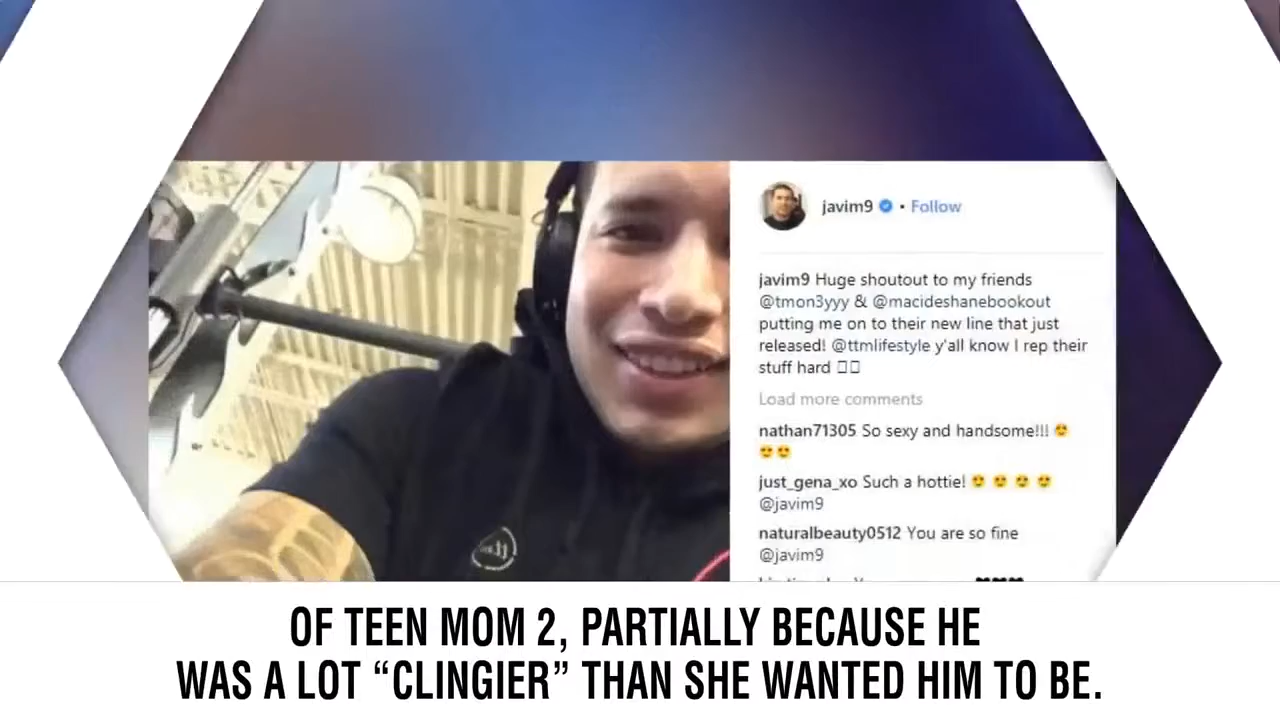 javim9 • Follow
javim9 Huge shoutout to my friends
@tmon3yyy & @macideshanebookout
putting me on to their new line that just
released! @ttmlifestyle y'all know I rep their
stuff hard
Load more comments
nathan71305 So sexy and handsome!!! 😍
😍😍
just_gena_xo Such a hottie! 😍 😍 😍 😍
@javim9
naturalbeauty0512 You are so fine
@javim9
OF TEEN MOM 2, PARTIALLY BECAUSE HE
WAS A LOT “CLINGIER” THAN SHE WANTED HIM TO BE.